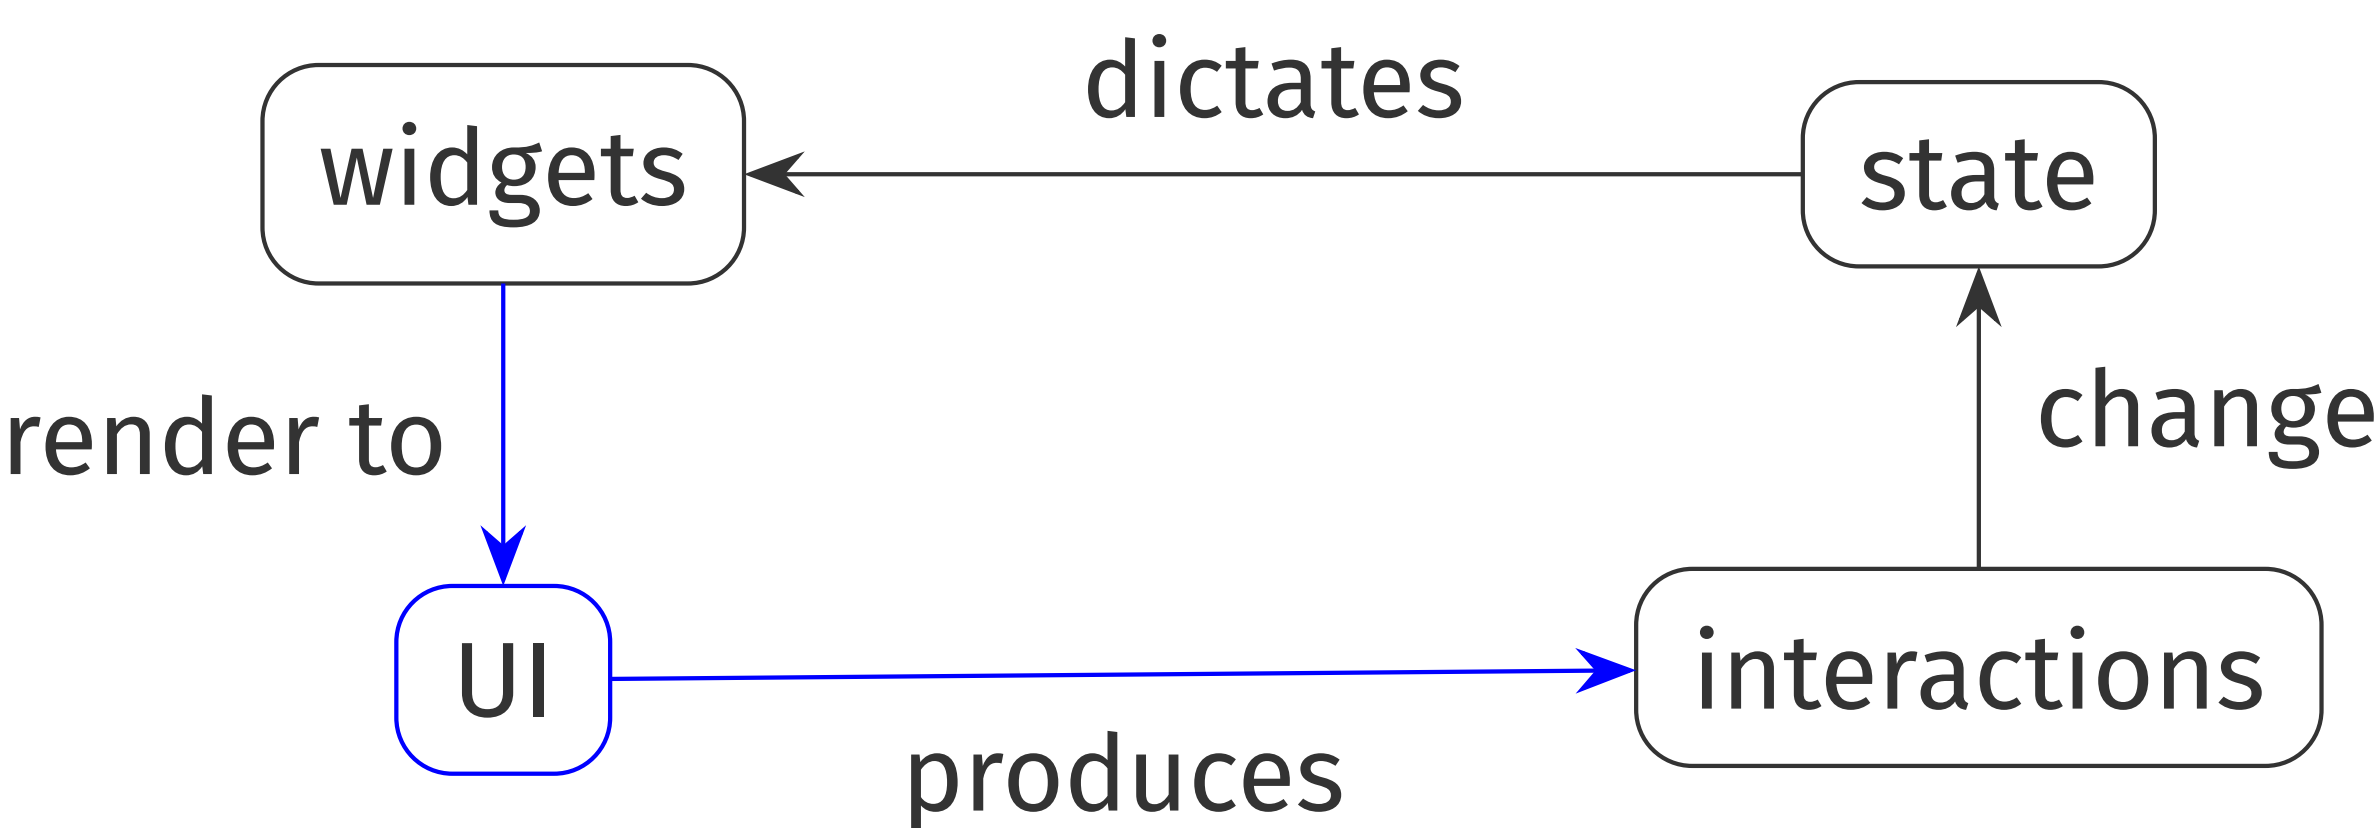 dictates
widgets
state
render to
change
UI
interactions
produces